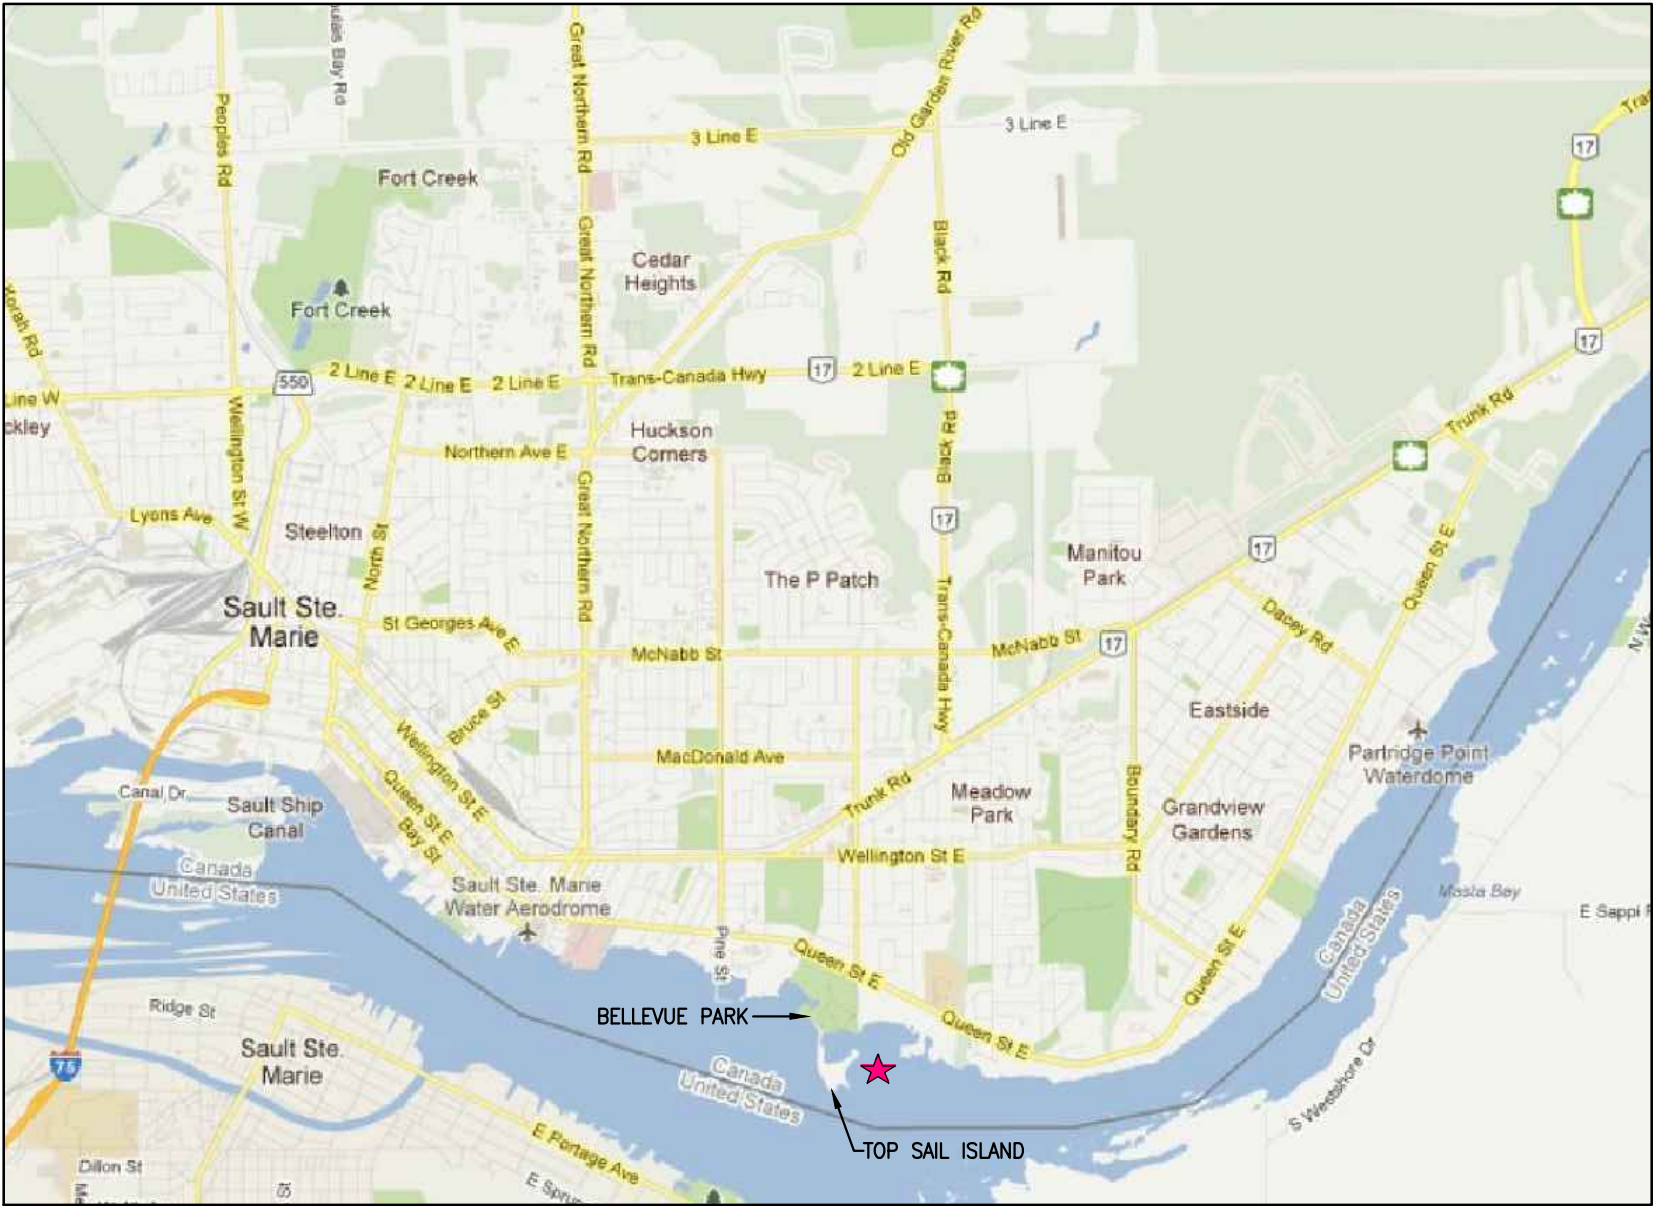 Peoples Rd
Great Northern Rd
Old Garden River Rd
3 Line E
3 Line E
17
Fort Creek
Great Northern Rd
Black Rd
Cedar
Heights
Fort Creek
17
2 Line E
2 Line E
2 Line E
Trans-Canada Hwy
17
2 Line E
550
Line W
Wellington St W
Huckson
Corners
Black Rd
Trunk Rd
Northern Ave E
Great Northern Rd
Lyons Ave
Steelton
North St
17
17
Manitou
Park
Queen St E
The P Patch
Trans-Canada Hwy
Sault Ste.
Marie
St Georges Ave E
Dacey Rd
McNabb St
McNabb St
17
Bruce St
Eastside
Wellington St E
MacDonald Ave
Partridge Point
Waterdome
Canal Dr
Sault Ship
Canal
Queen St E
Bay St
Trunk Rd
Meadow
Park
Boundary Rd
Grandview
Gardens
Wellington St E
Canada
United States
Sault Ste. Marie
Water Aerodrome
Canada
United States
E Sappi
Pine St
Queen St E
Queen St E
Ridge St
BELLEVUE PARK
Queen St E
75
Sault Ste.
Marie
Canada
United States
S Westshore Dr
E Portage Ave
TOP SAIL ISLAND
Dillon St